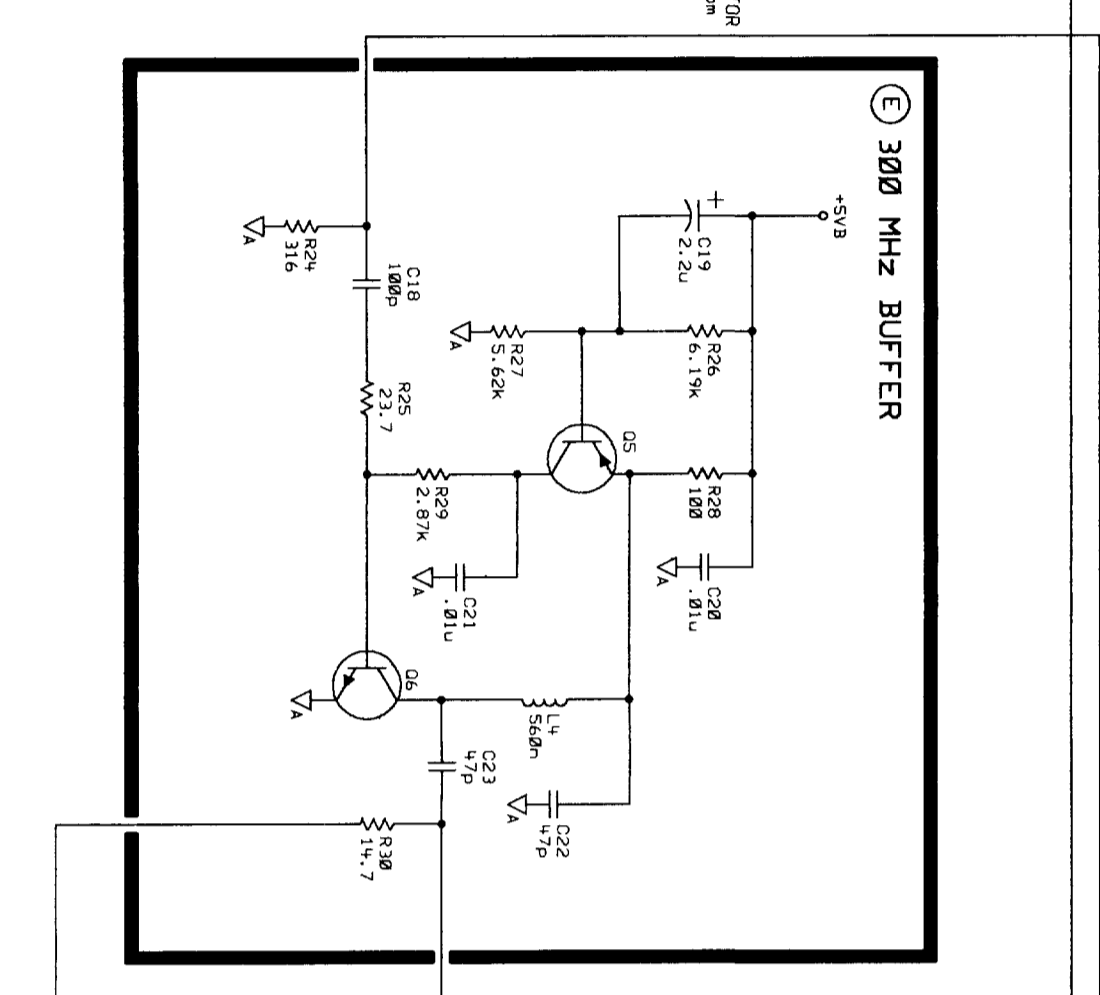 TOR
om
E 300 MHz BUFFER
+5VB
C19
2.2u
R26
6.19k
R28
100
C20
.01u
A
Q5
R27
5.62k
A
L4
560n
C22
47p
A
C18
100p
R25
23.7
R29
2.87k
C21
.01u
A
Q6
C23
47p
R24
316
A
A
R30
14.7